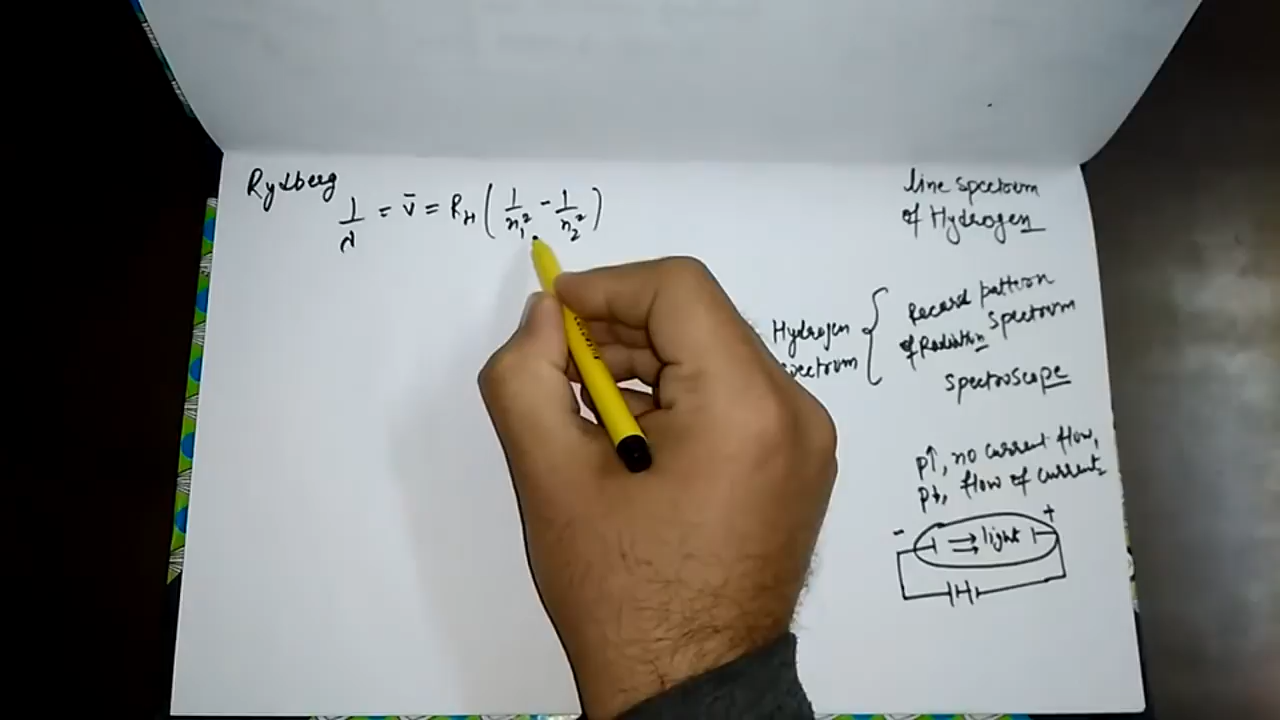 Rydberg
1/λ = v̄ = R_H ( 1/n₁² - 1/n₂² )
line spectrum
of Hydrogen
Hydrogen
spectrum
Record pattern
of Radiation spectrum
spectroscope
p↑, no current flow,
p↓, flow of current
- +
light